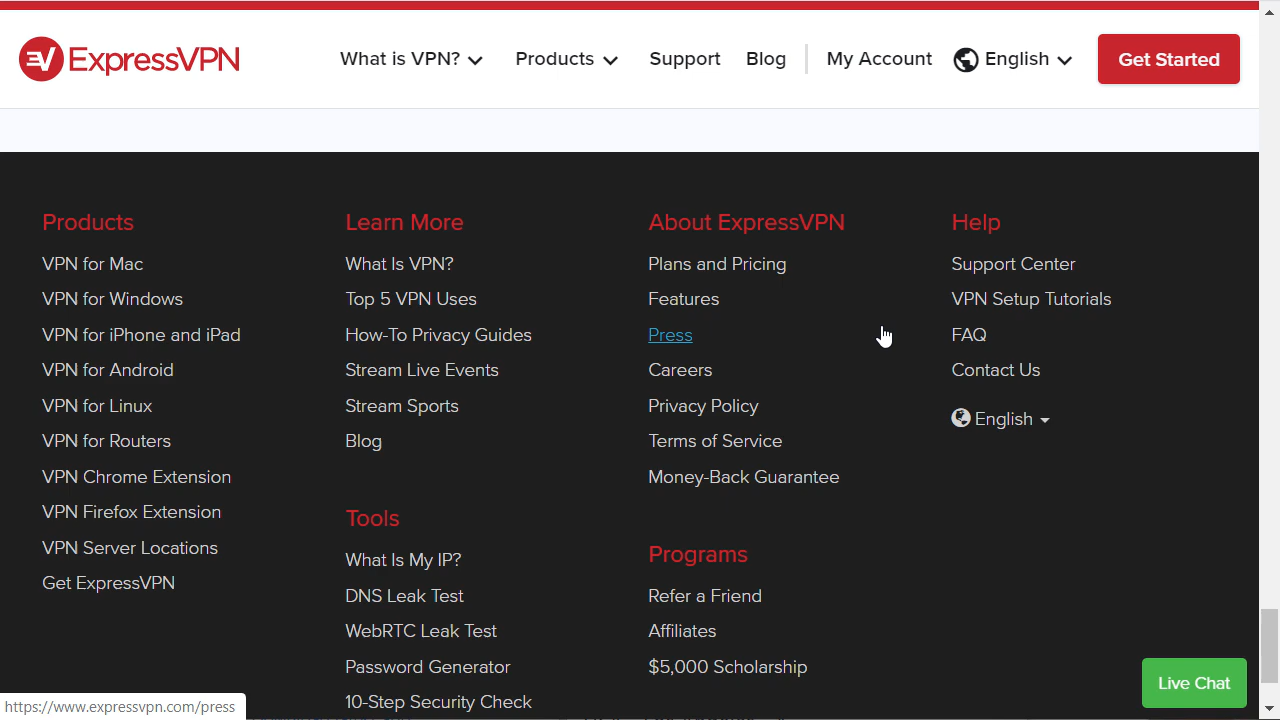 ExpressVPN
What is VPN?
Products
Support
Blog
My Account
English
Get Started
Products
VPN for Mac
VPN for Windows
VPN for iPhone and iPad
VPN for Android
VPN for Linux
VPN for Routers
VPN Chrome Extension
VPN Firefox Extension
VPN Server Locations
Get ExpressVPN
Learn More
What Is VPN?
Top 5 VPN Uses
How-To Privacy Guides
Stream Live Events
Stream Sports
Blog
Tools
What Is My IP?
DNS Leak Test
WebRTC Leak Test
Password Generator
10-Step Security Check
About ExpressVPN
Plans and Pricing
Features
Press
Careers
Privacy Policy
Terms of Service
Money-Back Guarantee
Programs
Refer a Friend
Affiliates
$5,000 Scholarship
Help
Support Center
VPN Setup Tutorials
FAQ
Contact Us
English
Live Chat
https://www.expressvpn.com/press